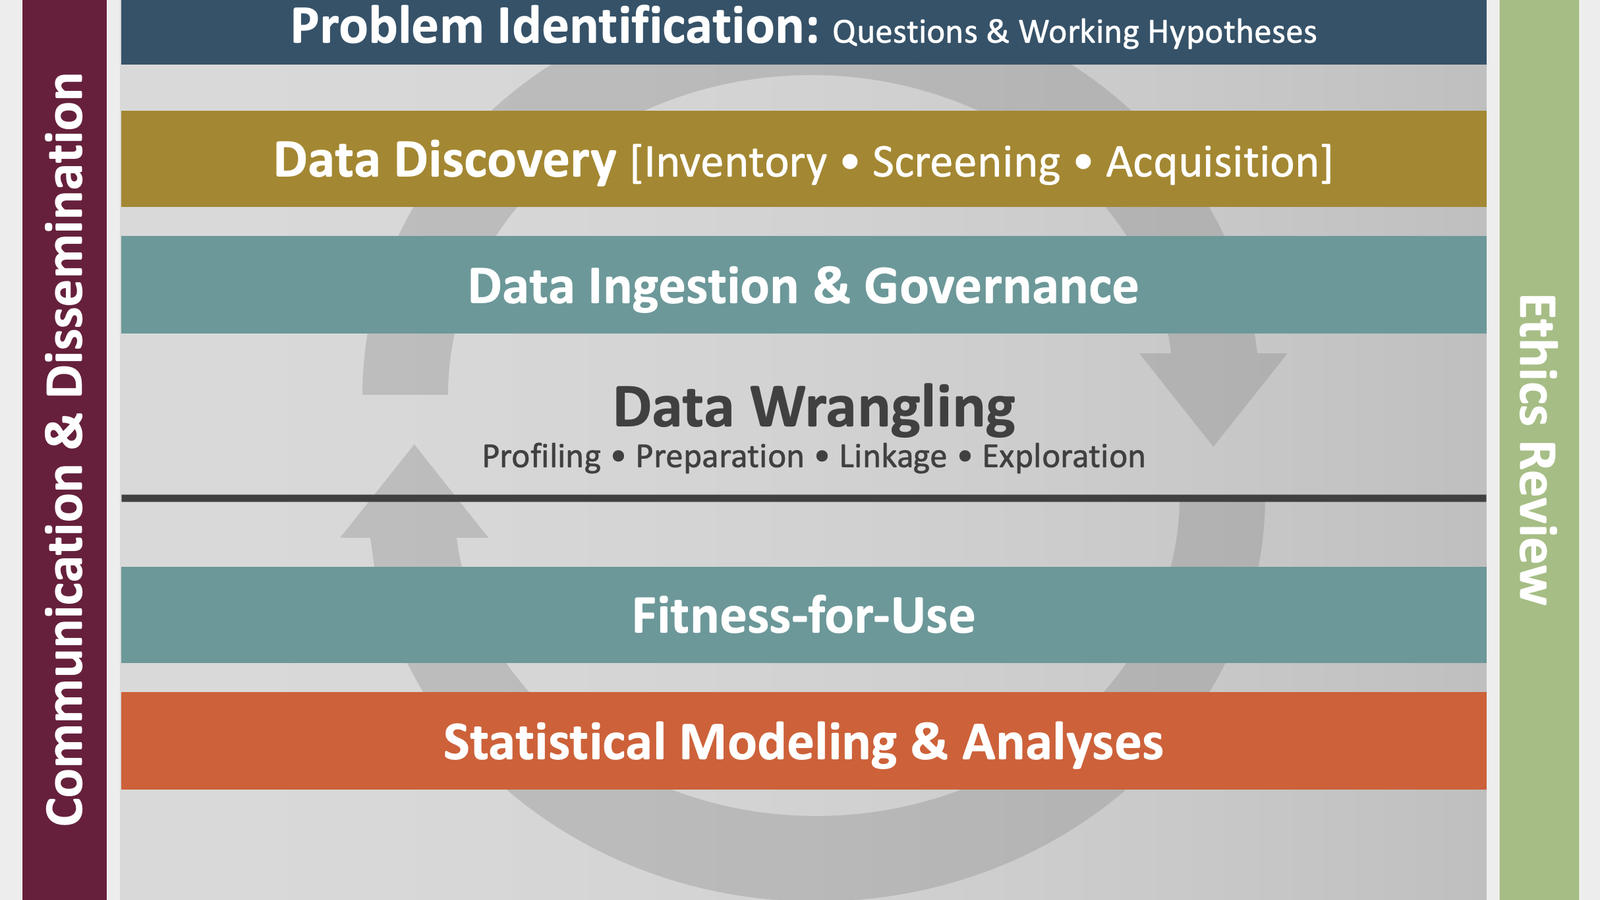 Communication & Dissemination
Problem Identification: Questions & Working Hypotheses
Data Discovery [Inventory • Screening • Acquisition]
Data Ingestion & Governance
Data Wrangling
Profiling • Preparation • Linkage • Exploration
Fitness-for-Use
Statistical Modeling & Analyses
Ethics Review